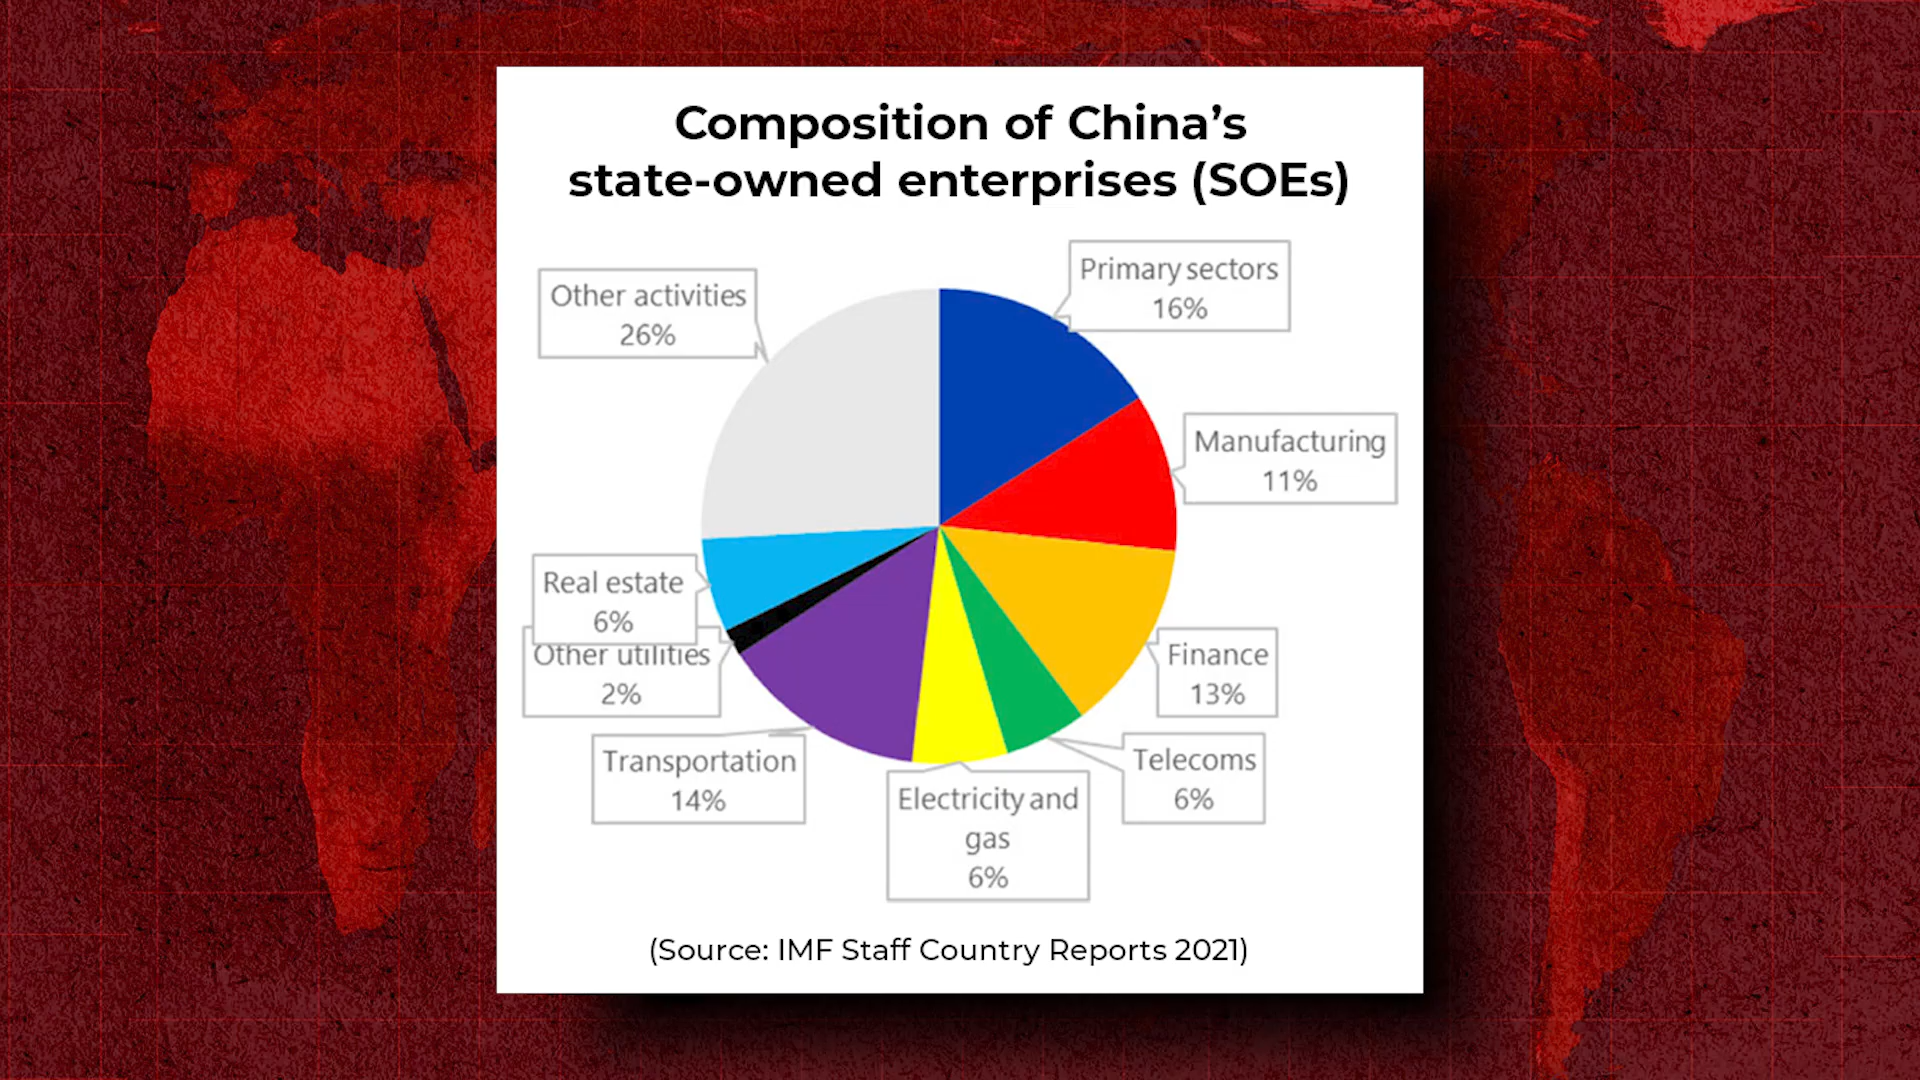 Composition of China's
state-owned enterprises (SOEs)
Primary sectors
16%
Other activities
26%
Manufacturing
11%
Real estate
6%
Finance
13%
Other utilities
2%
Telecoms
6%
Transportation
14%
Electricity and
gas
6%
(Source: IMF Staff Country Reports 2021)